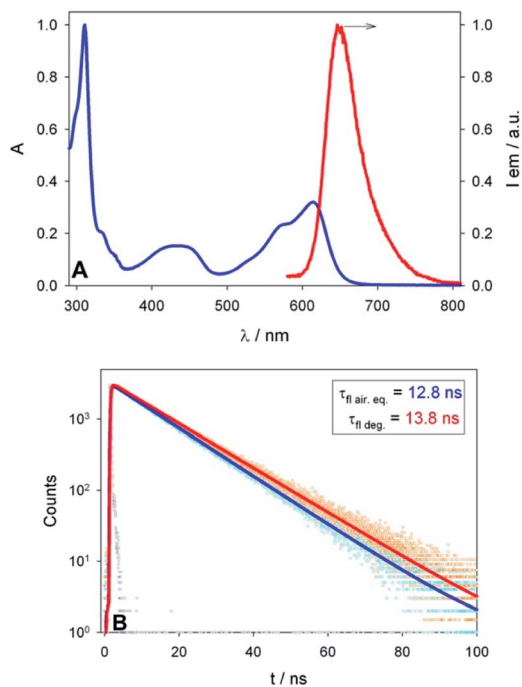 1.0
0.8
0.6
0.4
0.2
0.0
A
1.0
0.8
0.6
0.4
0.2
0.0
I em / a.u.
A
300 400 500 600 700 800
λ / nm
τfl air. eq. = 12.8 ns
τfl deg. = 13.8 ns
10³
10²
10¹
10⁰
Counts
B
0 20 40 60 80 100
t / ns